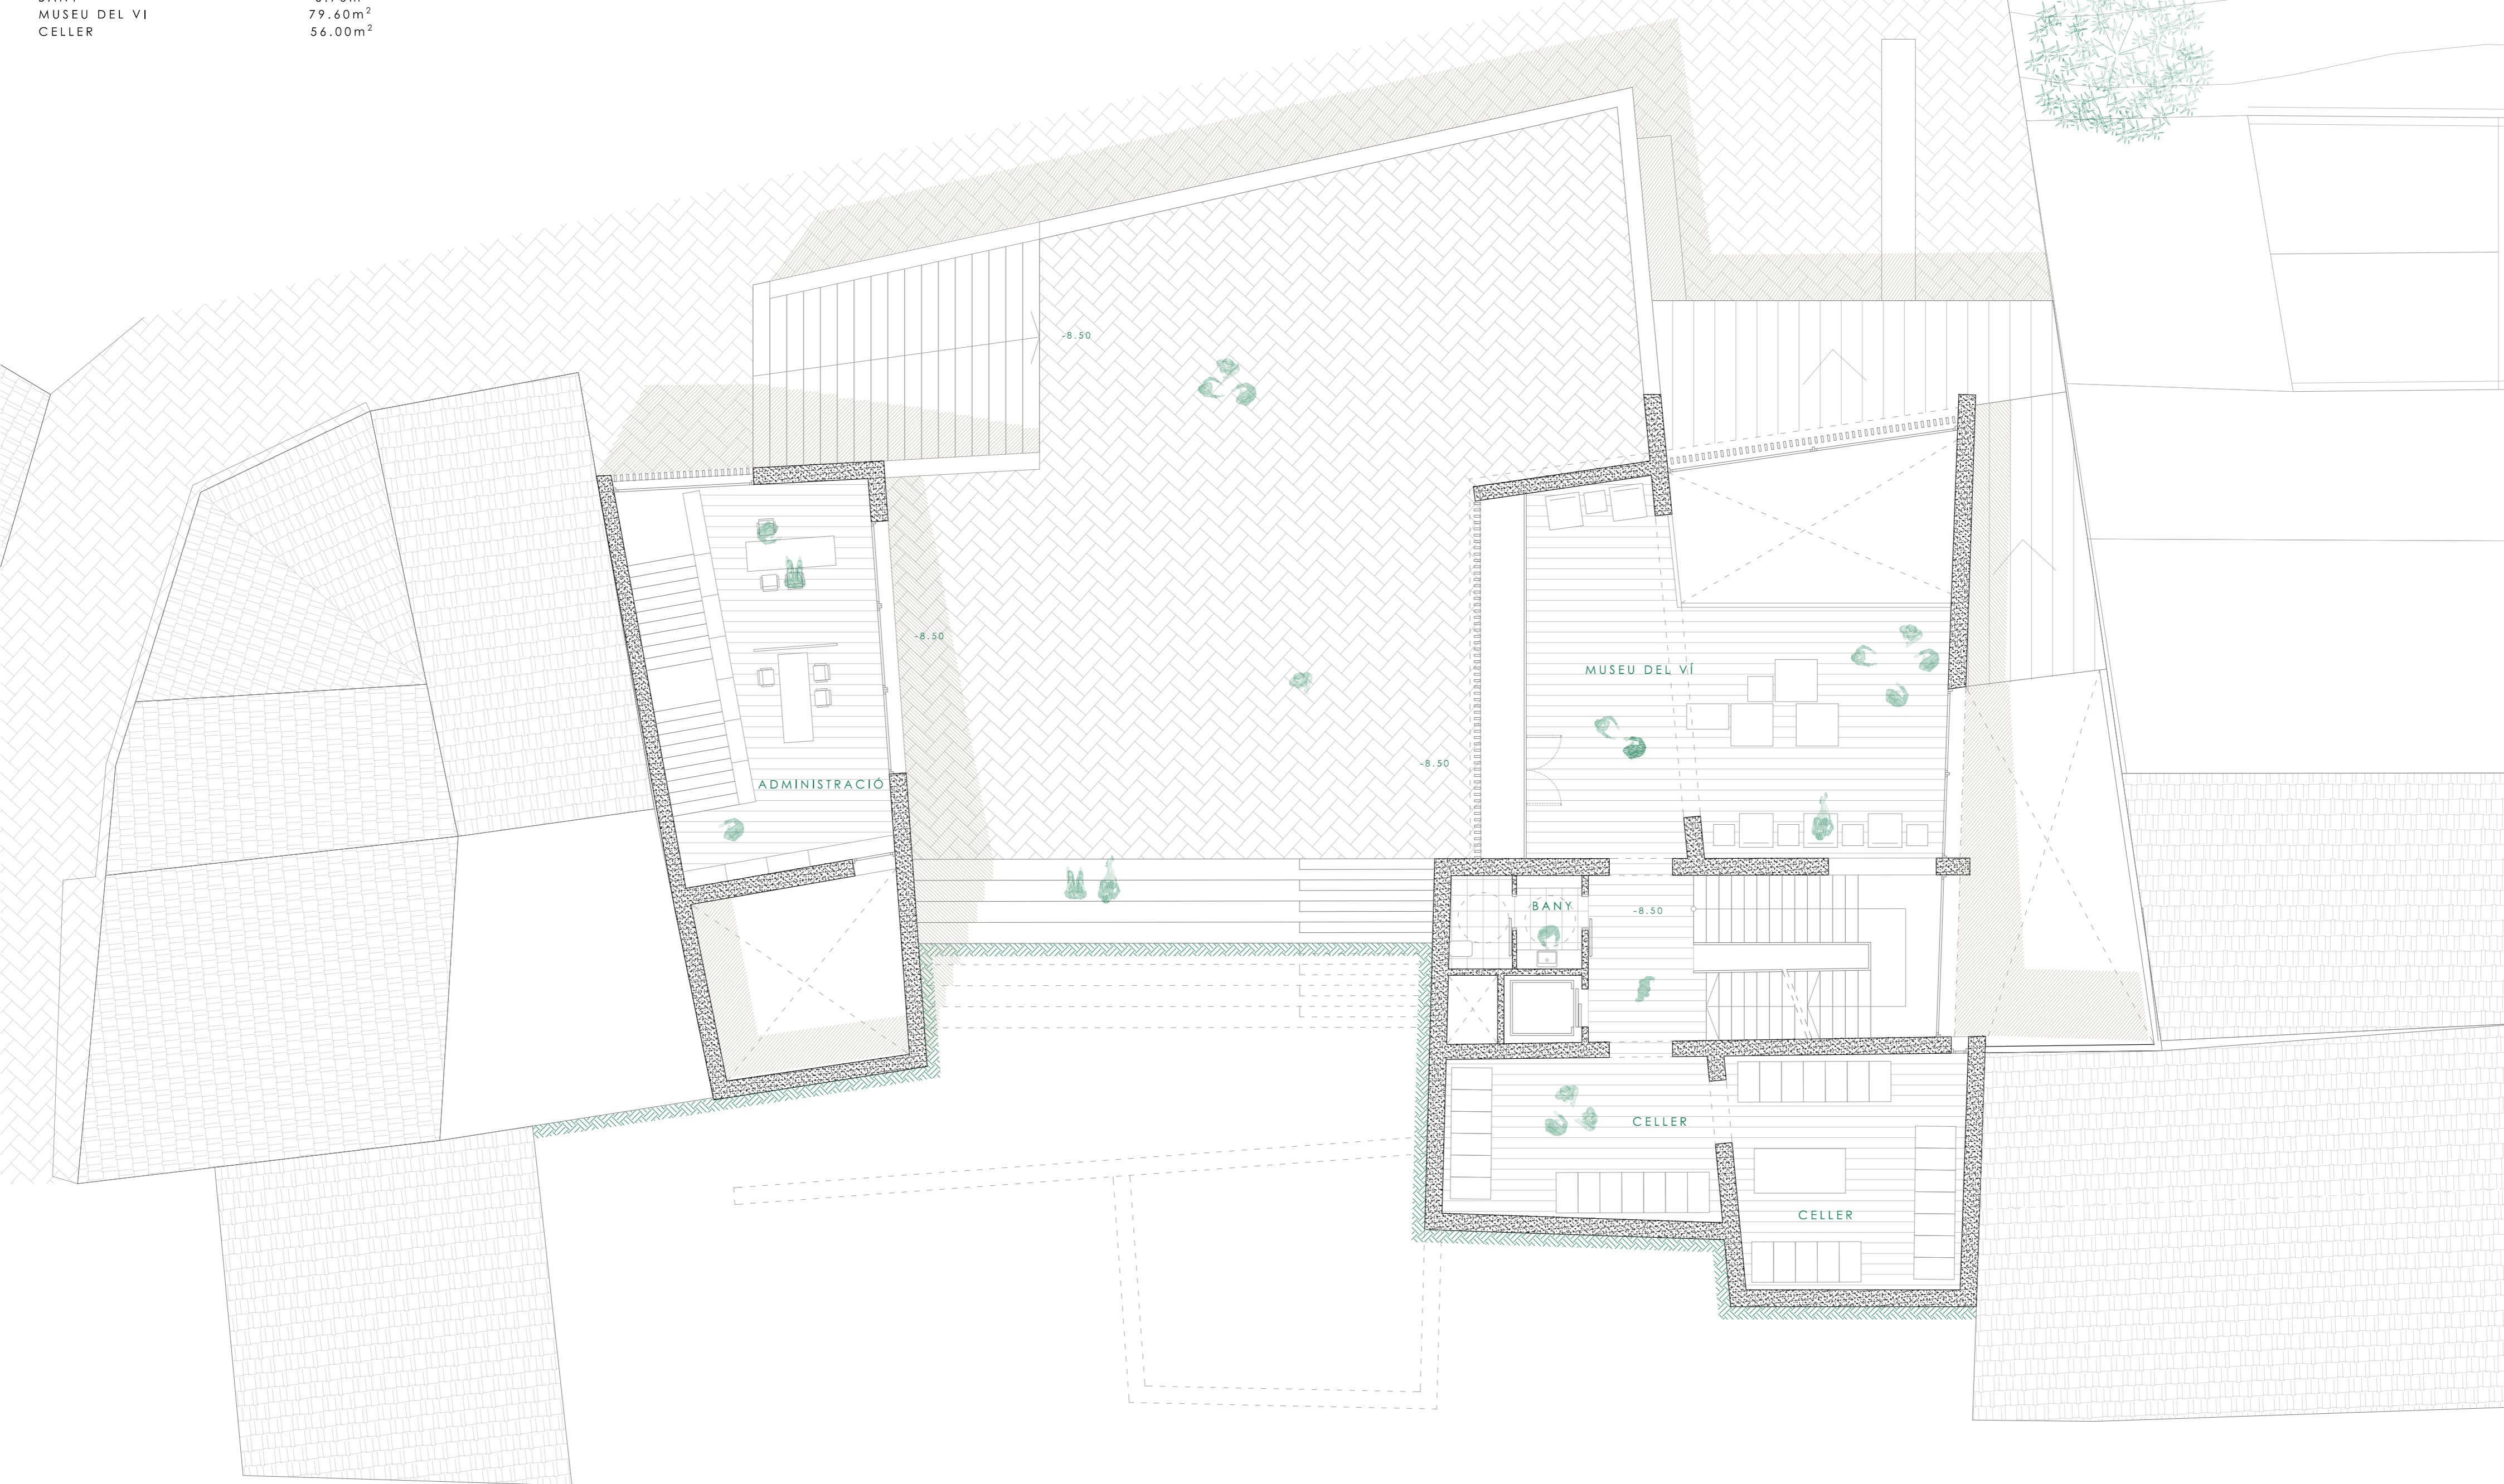 MUSEU DEL VI 79.60m²
CELLER 56.00m²
-8.50
-8.50
MUSEU DEL VÍ
-8.50
ADMINISTRACIÓ
BANY
-8.50
CELLER
CELLER